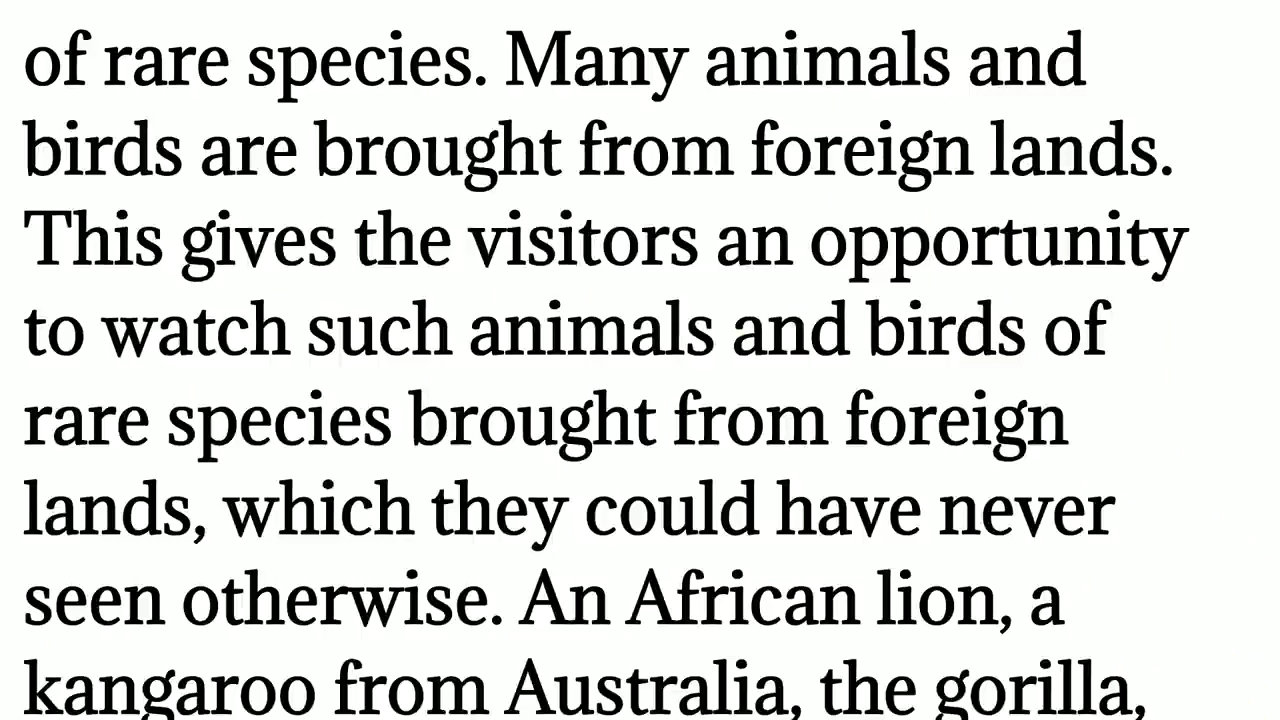 of rare species. Many animals and
birds are brought from foreign lands.
This gives the visitors an opportunity
to watch such animals and birds of
rare species brought from foreign
lands, which they could have never
seen otherwise. An African lion, a
kangaroo from Australia, the gorilla,